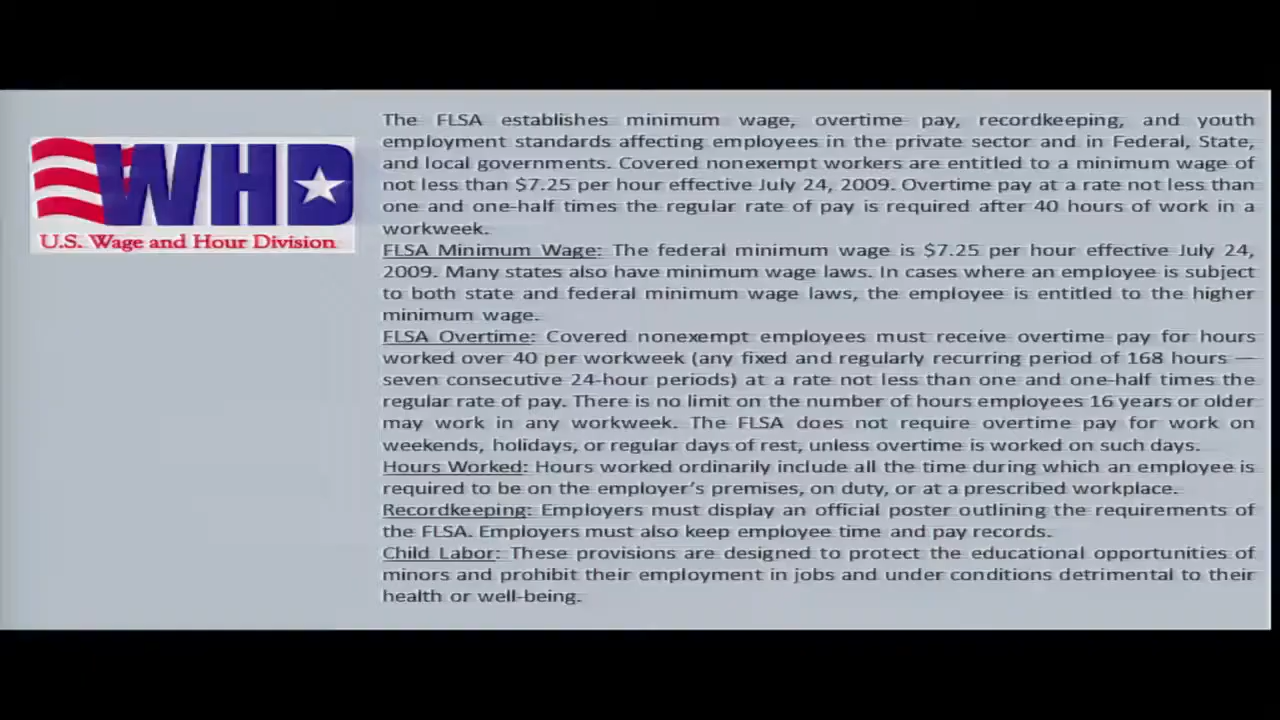 WHD
U.S. Wage and Hour Division
The FLSA establishes minimum wage, overtime pay, recordkeeping, and youth
employment standards affecting employees in the private sector and in Federal, State,
and local governments. Covered nonexempt workers are entitled to a minimum wage of
not less than $7.25 per hour effective July 24, 2009. Overtime pay at a rate not less than
one and one-half times the regular rate of pay is required after 40 hours of work in a
workweek.
FLSA Minimum Wage: The federal minimum wage is $7.25 per hour effective July 24,
2009. Many states also have minimum wage laws. In cases where an employee is subject
to both state and federal minimum wage laws, the employee is entitled to the higher
minimum wage.
FLSA Overtime: Covered nonexempt employees must receive overtime pay for hours
worked over 40 per workweek (any fixed and regularly recurring period of 168 hours —
seven consecutive 24-hour periods) at a rate not less than one and one-half times the
regular rate of pay. There is no limit on the number of hours employees 16 years or older
may work in any workweek. The FLSA does not require overtime pay for work on
weekends, holidays, or regular days of rest, unless overtime is worked on such days.
Hours Worked: Hours worked ordinarily include all the time during which an employee is
required to be on the employer’s premises, on duty, or at a prescribed workplace.
Recordkeeping: Employers must display an official poster outlining the requirements of
the FLSA. Employers must also keep employee time and pay records.
Child Labor: These provisions are designed to protect the educational opportunities of
minors and prohibit their employment in jobs and under conditions detrimental to their
health or well-being.